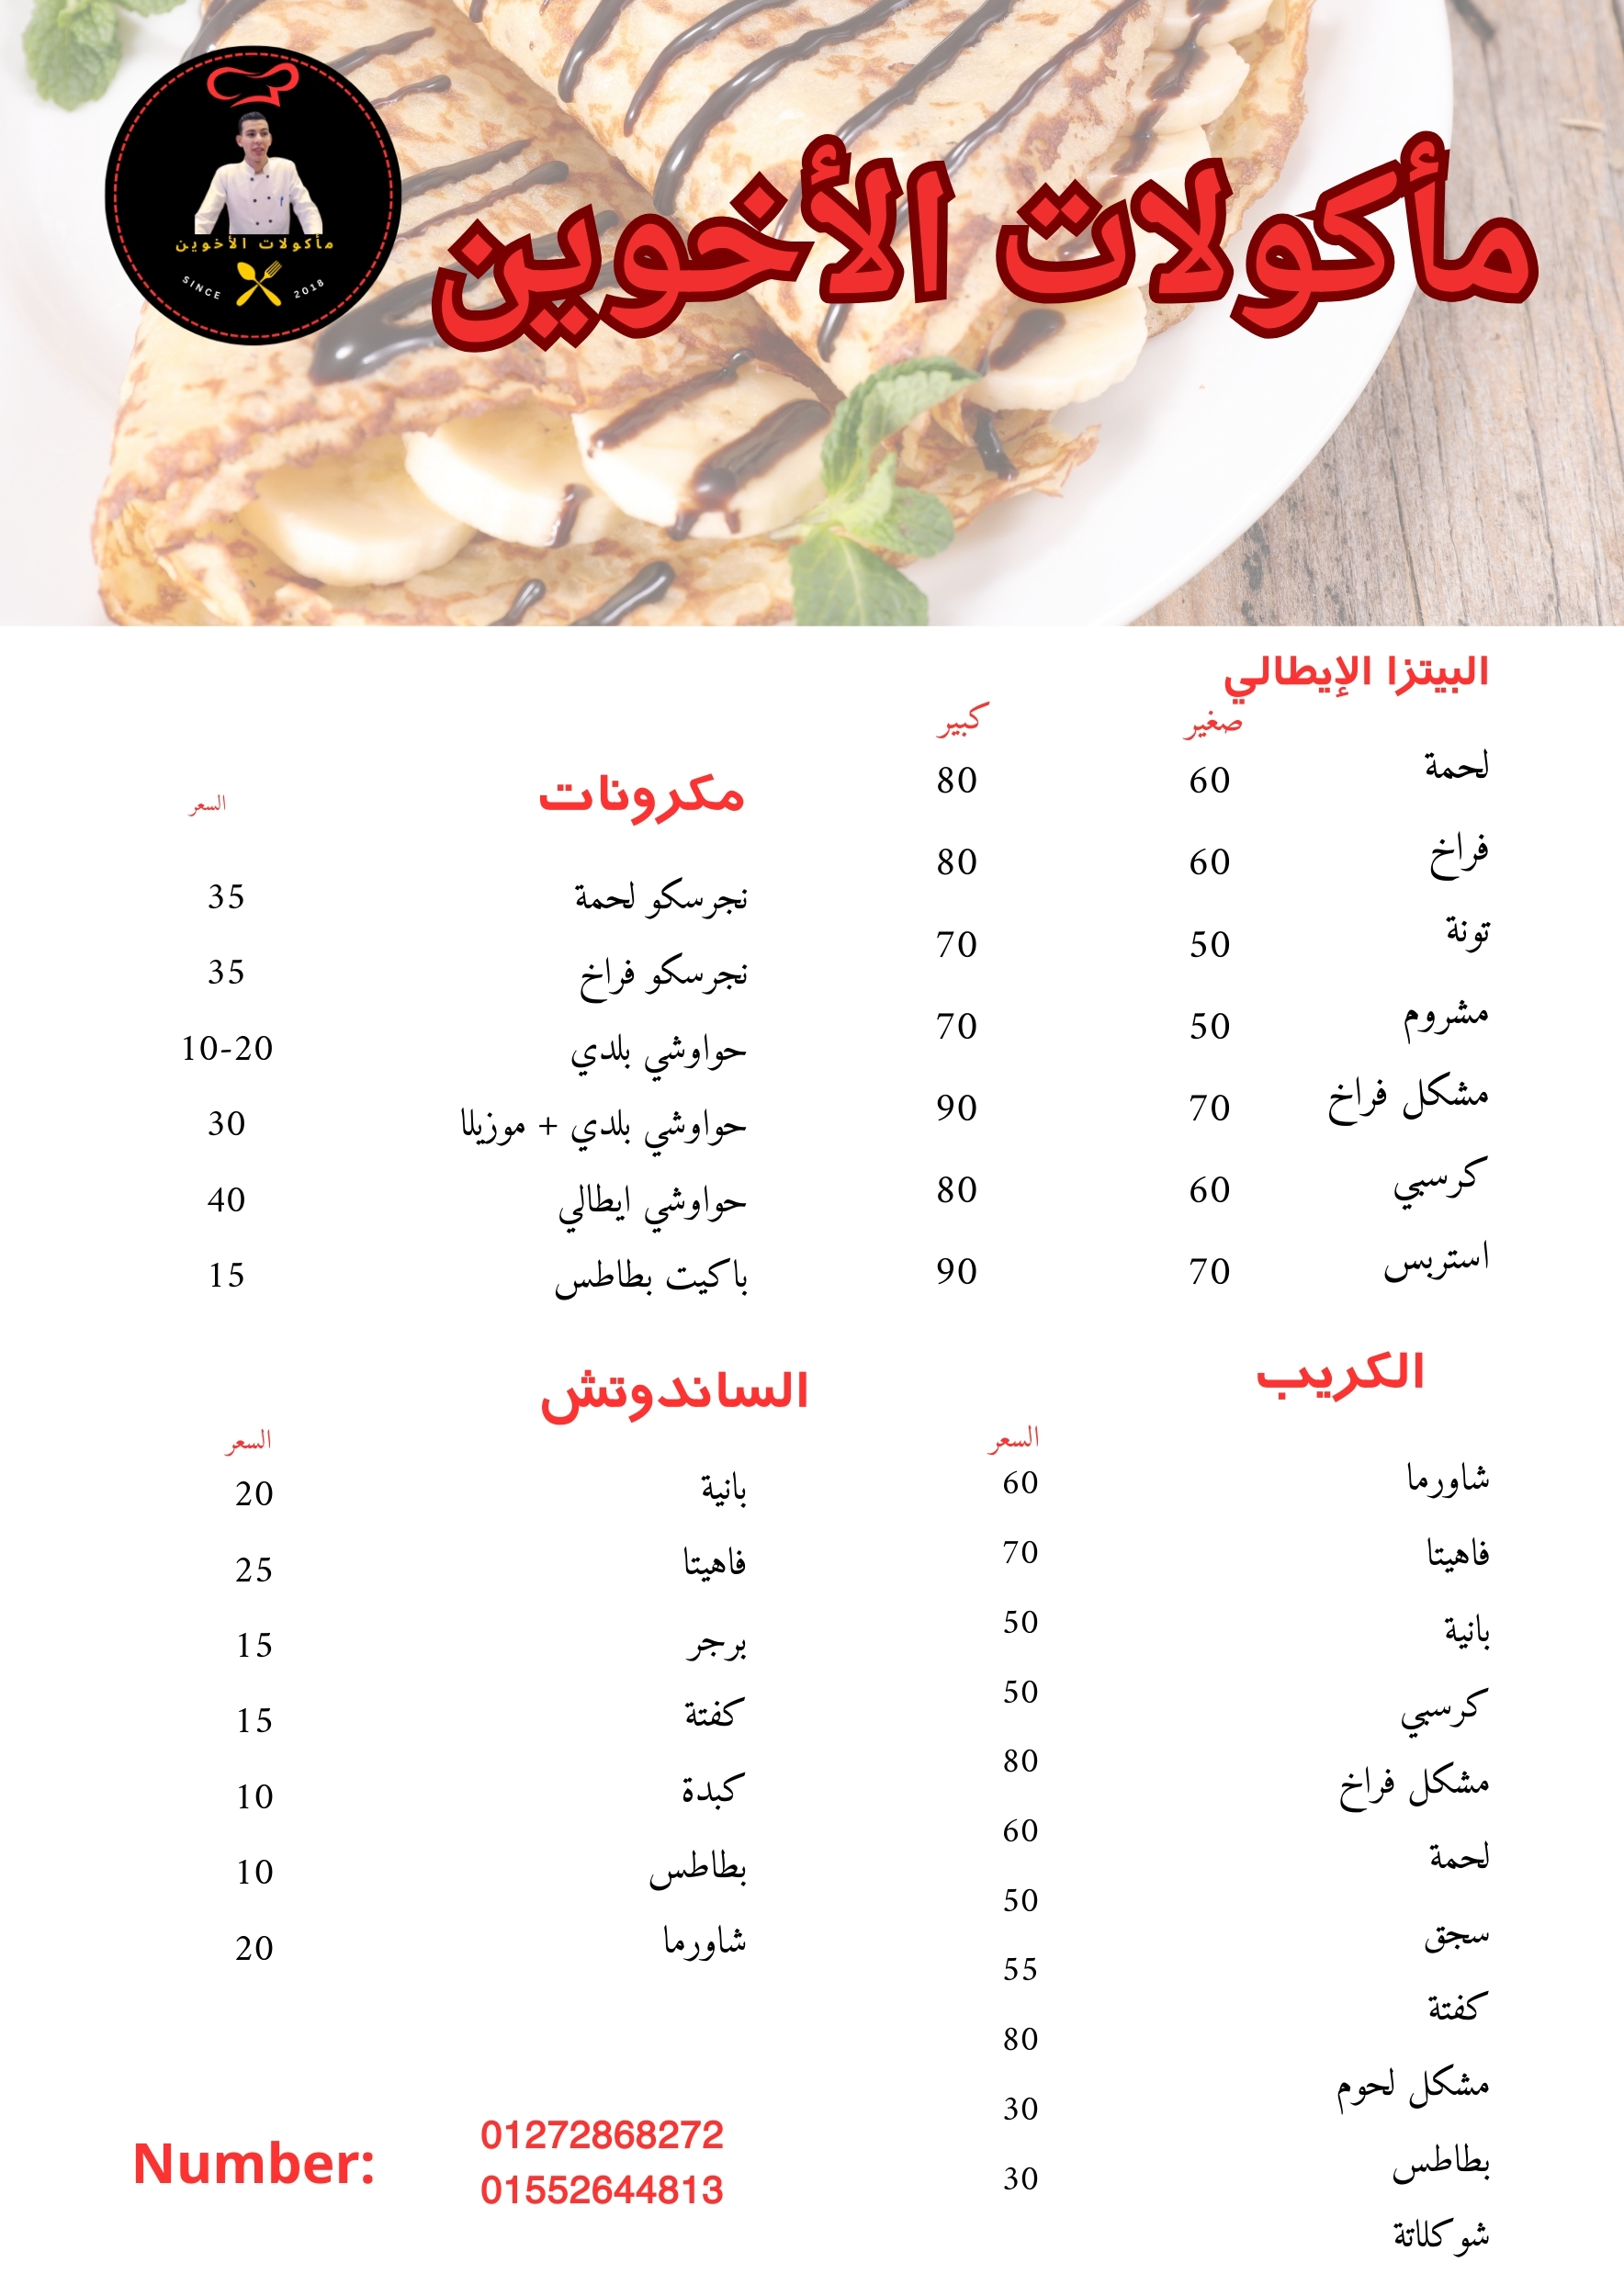 مأكولات الأخوين
مأكولات الأخوين
SINCE 2018
البيتزا الإيطالي
صغير كبير
لحمة 60 80
فراخ 60 80
تونة 50 70
مشروم 50 70
مشكل فراخ 70 90
كرسبي 60 80
استربس 70 90
مكرونات السعر
نجرسكو لحمة 35
نجرسكو فراخ 35
حواوشي بلدي 10-20
حواوشي بلدي + موزيلا 30
حواوشي ايطالي 40
باكيت بطاطس 15
الكريب
السعر
شاورما 60
فاهيتا 70
بانية 50
كرسبي 50
مشكل فراخ 80
لحمة 60
سجق 50
كفتة 55
مشكل لحوم 80
بطاطس 30
شوكلاتة 30
الساندوتش
السعر
بانية 20
فاهيتا 25
برجر 15
كفتة 15
كبدة 10
بطاطس 10
شاورما 20
Number: 01272868272
01552644813